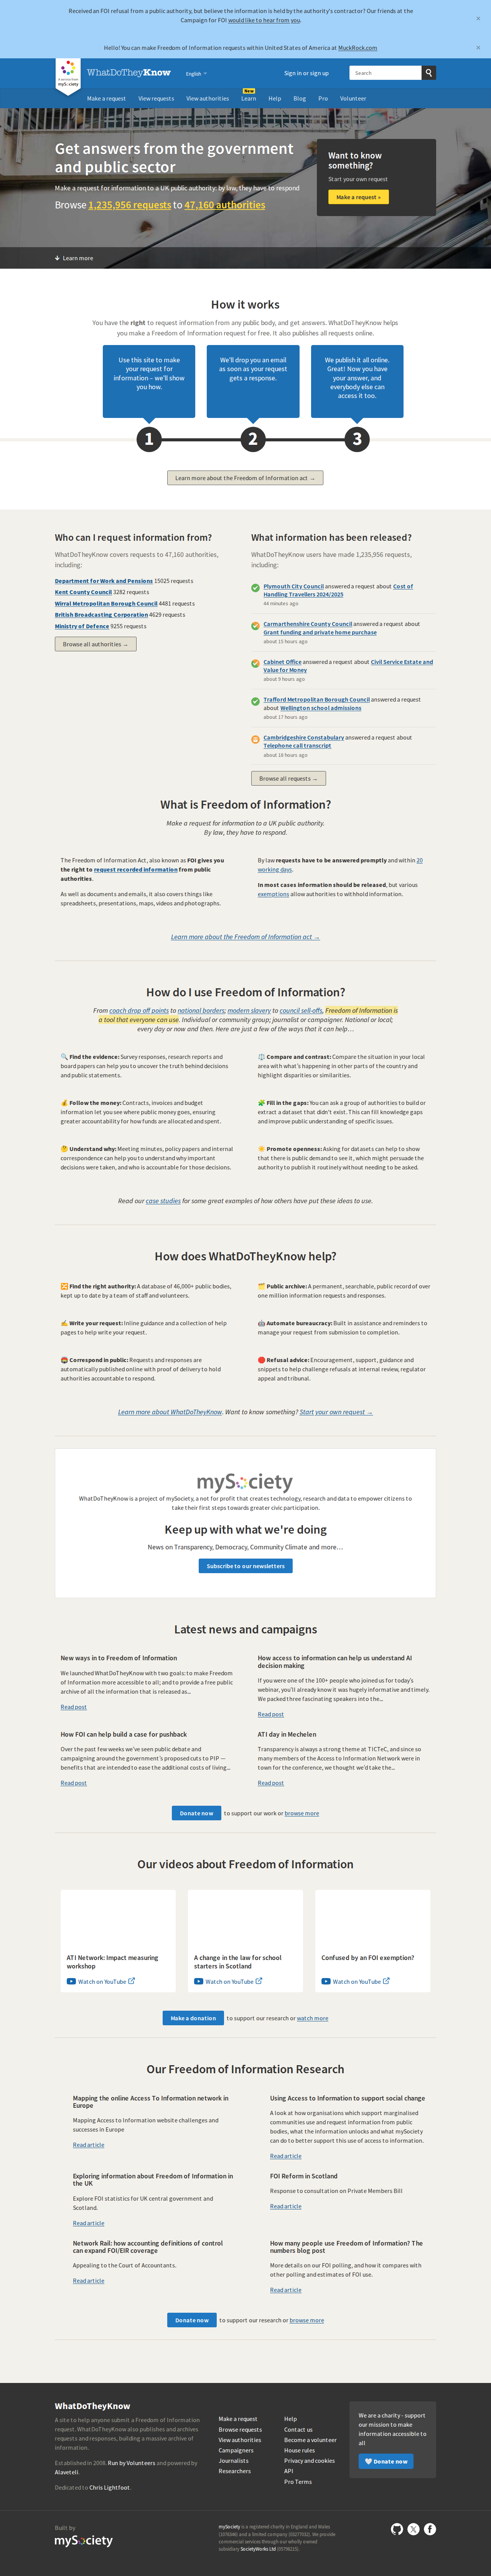 Received an FOI refusal from a public authority, but believe the information is held by the authority's contractor? Our friends at the
Campaign for FOI would like to hear from you.
×
Hello! You can make Freedom of Information requests within United States of America at MuckRock.com
×
A mysociety site
WhatDoTheyKnow
English
Sign in or sign up
Search
New
Make a request
View requests
View authorities
Learn
Help
Blog
Pro
Volunteer
Get answers from the government
and public sector
Make a request for information to a UK public authority: by law, they have to respond
Browse 1,235,956 requests to 47,160 authorities
Want to know
something?
Start your own request
Make a request »
Learn more
How it works
You have the right to request information from any public body, and get answers. WhatDoTheyKnow helps
you make a Freedom of Information request for free. It also publishes all requests online.
Use this site to make
your request for
information – we'll show
you how.
We'll drop you an email
as soon as your request
gets a response.
We publish it all online.
Great! Now you have
your answer, and
everybody else can
access it too.
1
2
3
Learn more about the Freedom of Information act →
Who can I request information from?
WhatDoTheyKnow covers requests to 47,160 authorities,
including:
Department for Work and Pensions 15025 requests
Kent County Council 3282 requests
Wirral Metropolitan Borough Council 4481 requests
British Broadcasting Corporation 4629 requests
Ministry of Defence 9255 requests
Browse all authorities →
What information has been released?
WhatDoTheyKnow users have made 1,235,956 requests,
including:
Plymouth City Council answered a request about Cost of
Handling Travellers 2024/2025
44 minutes ago
Carmarthenshire County Council answered a request about
Grant funding and private home purchase
about 15 hours ago
Cabinet Office answered a request about Civil Service Estate and
Value for Money
about 9 hours ago
Trafford Metropolitan Borough Council answered a request
about Wellington school admissions
about 17 hours ago
Cambridgeshire Constabulary answered a request about
Telephone call transcript
about 18 hours ago
Browse all requests →
What is Freedom of Information?
Make a request for information to a UK public authority.
By law, they have to respond.
The Freedom of Information Act, also known as FOI gives you
the right to request recorded information from public
authorities.
As well as documents and emails, it also covers things like
spreadsheets, presentations, maps, videos and photographs.
By law requests have to be answered promptly and within 20
working days.
In most cases information should be released, but various
exemptions allow authorities to withhold information.
Learn more about the Freedom of Information act →
How do I use Freedom of Information?
From coach drop off points to national borders; modern slavery to council sell-offs, Freedom of Information is
a tool that everyone can use. Individual or community group; journalist or campaigner. National or local;
every day or now and then. Here are just a few of the ways that it can help…
🔍 Find the evidence: Survey responses, research reports and
board papers can help you to uncover the truth behind decisions
and public statements.
⚖️ Compare and contrast: Compare the situation in your local
area with what's happening in other parts of the country and
highlight disparities or similarities.
💰 Follow the money: Contracts, invoices and budget
information let you see where public money goes, ensuring
greater accountability for how funds are allocated and spent.
🧩 Fill in the gaps: You can ask a group of authorities to build or
extract a dataset that didn't exist. This can fill knowledge gaps
and improve public understanding of specific issues.
🤔 Understand why: Meeting minutes, policy papers and internal
correspondence can help you to understand why important
decisions were taken, and who is accountable for those decisions.
☀️ Promote openness: Asking for datasets can help to show
that there is public demand to see it, which might persuade the
authority to publish it routinely without needing to be asked.
Read our case studies for some great examples of how others have put these ideas to use.
How does WhatDoTheyKnow help?
🔀 Find the right authority: A database of 46,000+ public bodies,
kept up to date by a team of staff and volunteers.
🗂️ Public archive: A permanent, searchable, public record of over
one million information requests and responses.
✍️ Write your request: Inline guidance and a collection of help
pages to help write your request.
🤖 Automate bureaucracy: Built in assistance and reminders to
manage your request from submission to completion.
📯 Correspond in public: Requests and responses are
automatically published online with proof of delivery to hold
authorities accountable to respond.
🛑 Refusal advice: Encouragement, support, guidance and
snippets to help challenge refusals at internal review, regulator
appeal and tribunal.
Learn more about WhatDoTheyKnow. Want to know something? Start your own request →
mySociety
WhatDoTheyKnow is a project of mySociety, a not for profit that creates technology, research and data to empower citizens to
take their first steps towards greater civic participation.
Keep up with what we're doing
News on Transparency, Democracy, Community Climate and more…
Subscribe to our newsletters
Latest news and campaigns
New ways in to Freedom of Information
We launched WhatDoTheyKnow with two goals: to make Freedom
of Information more accessible to all; and to provide a free public
archive of all the information that is released as...
Read post
How access to information can help us understand AI
decision making
If you were one of the 100+ people who joined us for today's
webinar, you'll already know it was hugely informative and timely.
We packed three fascinating speakers into the...
Read post
How FOI can help build a case for pushback
Over the past few weeks we've seen public debate and
campaigning around the government's proposed cuts to PIP —
benefits that are intended to ease the additional costs of living...
Read post
ATI day in Mechelen
Transparency is always a strong theme at TICTeC, and since so
many members of the Access to Information Network were in
town for the conference, we thought we'd take the...
Read post
Donate now to support our work or browse more
Our videos about Freedom of Information
ATI Network: Impact measuring
workshop
Watch on YouTube
A change in the law for school
starters in Scotland
Watch on YouTube
Confused by an FOI exemption?
Watch on YouTube
Make a donation to support our research or watch more
Our Freedom of Information Research
Mapping the online Access To Information network in
Europe
Mapping Access to Information website challenges and
successes in Europe
Read article
Using Access to Information to support social change
A look at how organisations which support marginalised
communities use and request information from public
bodies, what the information unlocks and what mySociety
can do to better support this use of access to information.
Read article
Exploring information about Freedom of Information in
the UK
Explore FOI statistics for UK central government and
Scotland.
Read article
FOI Reform in Scotland
Response to consultation on Private Members Bill
Read article
Network Rail: how accounting definitions of control
can expand FOI/EIR coverage
Appealing to the Court of Accountants.
Read article
How many people use Freedom of Information? The
numbers blog post
More details on our FOI polling, and how it compares with
other polling and estimates of FOI use.
Read article
Donate now to support our research or browse more
WhatDoTheyKnow
A site to help anyone submit a Freedom of Information
request. WhatDoTheyKnow also publishes and archives
requests and responses, building a massive archive of
information.
Established in 2008. Run by Volunteers and powered by
Alaveteli.
Dedicated to Chris Lightfoot.
Make a request
Browse requests
View authorities
Campaigners
Journalists
Researchers
Help
Contact us
Become a volunteer
House rules
Privacy and cookies
API
Pro Terms
We are a charity - support
our mission to make
information accessible to
all
🤍 Donate now
Built by
mySociety
mySociety is a registered charity in England and Wales
(1076346) and a limited company (03277032). We provide
commercial services through our wholly owned
subsidiary SocietyWorks Ltd (05798215).